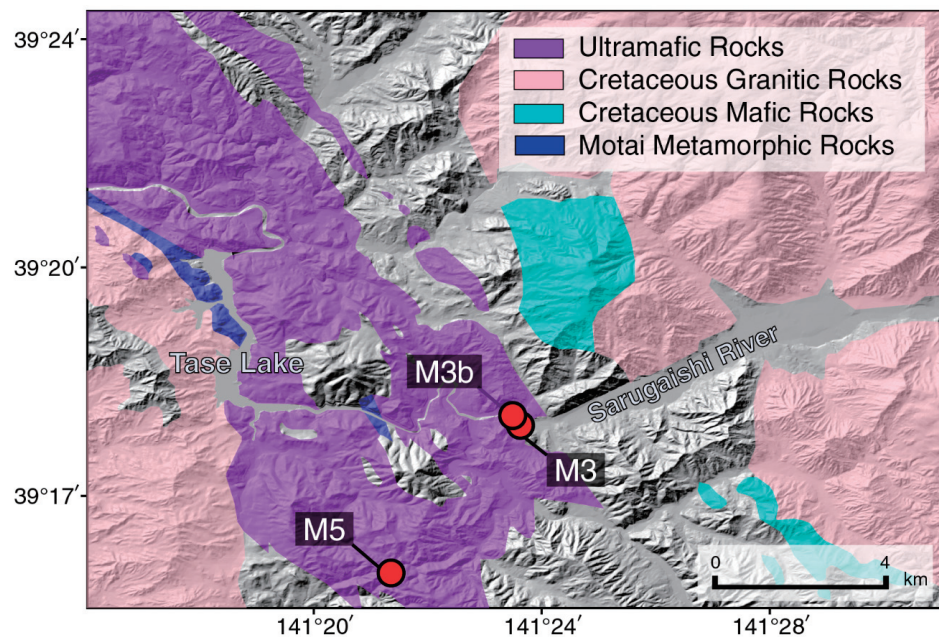 39°24′
Ultramafic Rocks
Cretaceous Granitic Rocks
Cretaceous Mafic Rocks
Motai Metamorphic Rocks
39°20′
Tase Lake
M3b
Sarugaishi River
M3
39°17′
M5
0 4
km
141°20′ 141°24′ 141°28′